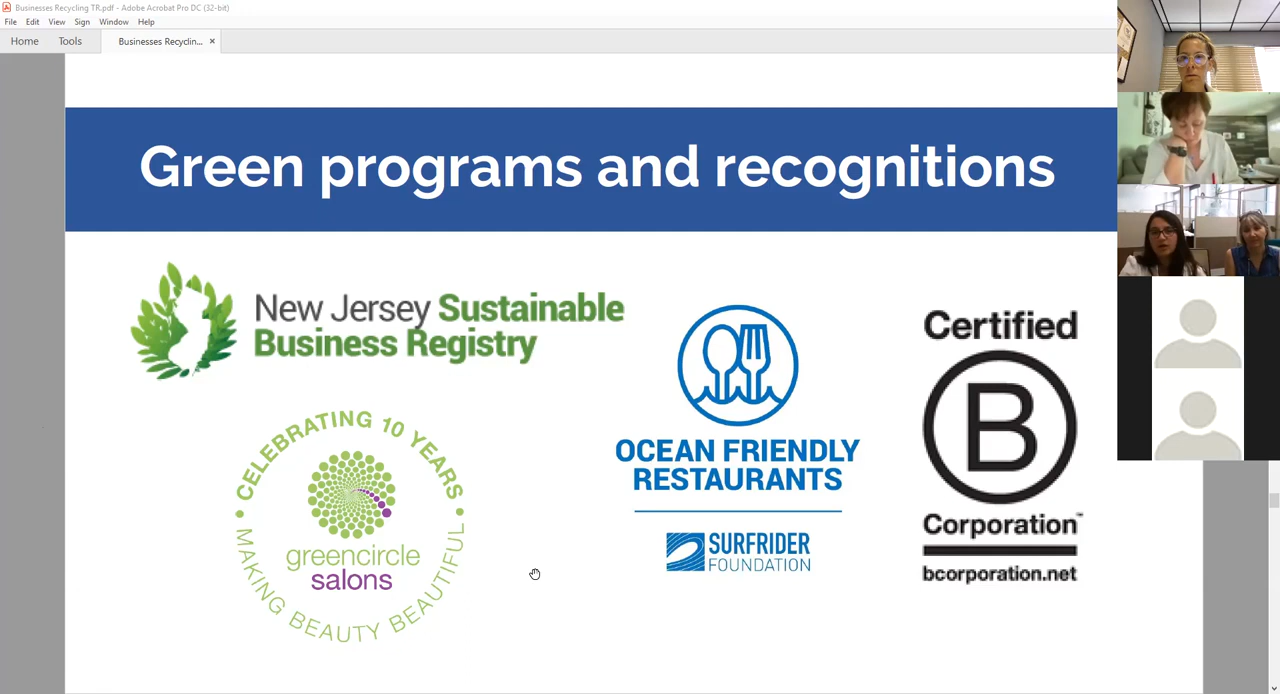 Businesses Recycling TR.pdf - Adobe Acrobat Pro DC (32-bit)
File Edit View Sign Window Help
Home Tools Businesses Recyclin... ×
Green programs and recognitions
New Jersey Sustainable
Business Registry
CELEBRATING 10 YEARS
greencircle
salons
MAKING BEAUTY BEAUTIFUL
OCEAN FRIENDLY
RESTAURANTS
SURFRIDER
FOUNDATION
Certified
B
Corporation™
bcorporation.net